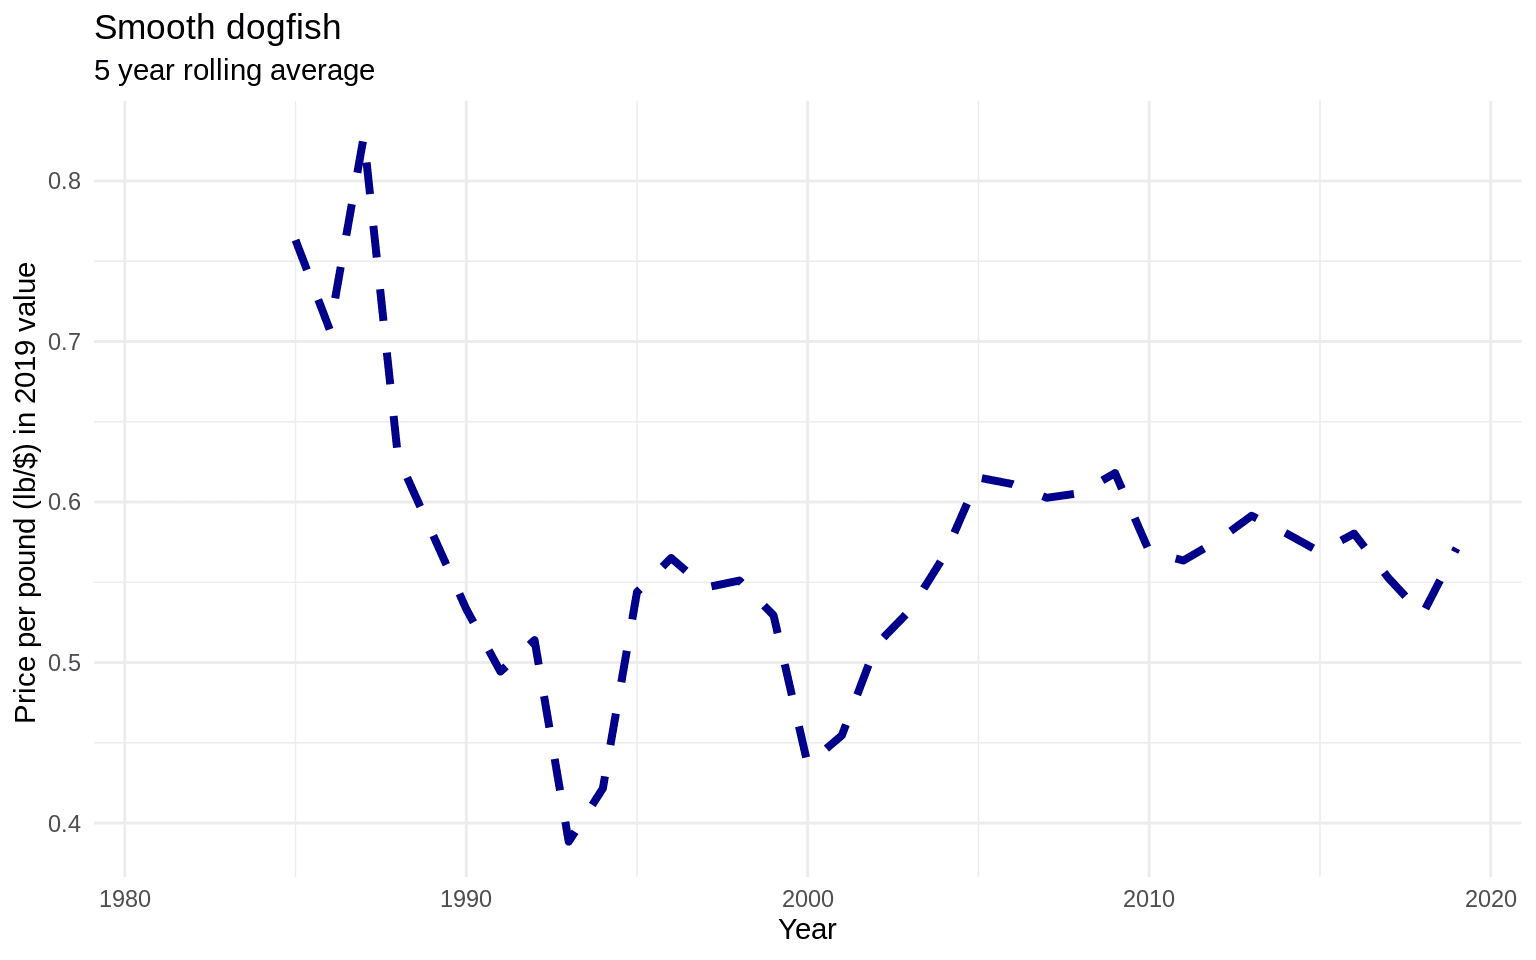 Smooth dogfish
5 year rolling average
Price per pound (lb/$) in 2019 value
0.8
0.7
0.6
0.5
0.4
1980 1990 2000 2010 2020
Year